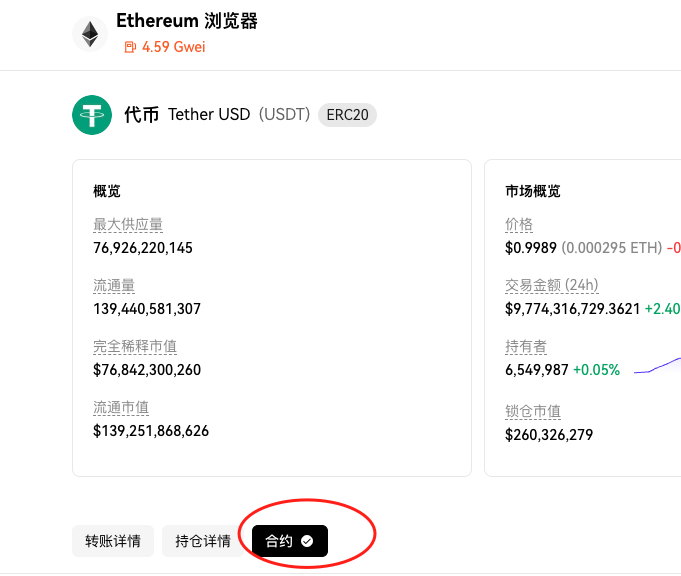 Ethereum 浏览器
4.59 Gwei
代币 Tether USD (USDT) ERC20
概览
最大供应量
76,926,220,145
流通量
139,440,581,307
完全稀释市值
$76,842,300,260
流通市值
$139,251,868,626
市场概览
价格
$0.9989 (0.000295 ETH) -0
交易金额 (24h)
$9,774,316,729.3621 +2.40
持有者
6,549,987 +0.05%
锁仓市值
$260,326,279
转账详情 持仓详情 合约